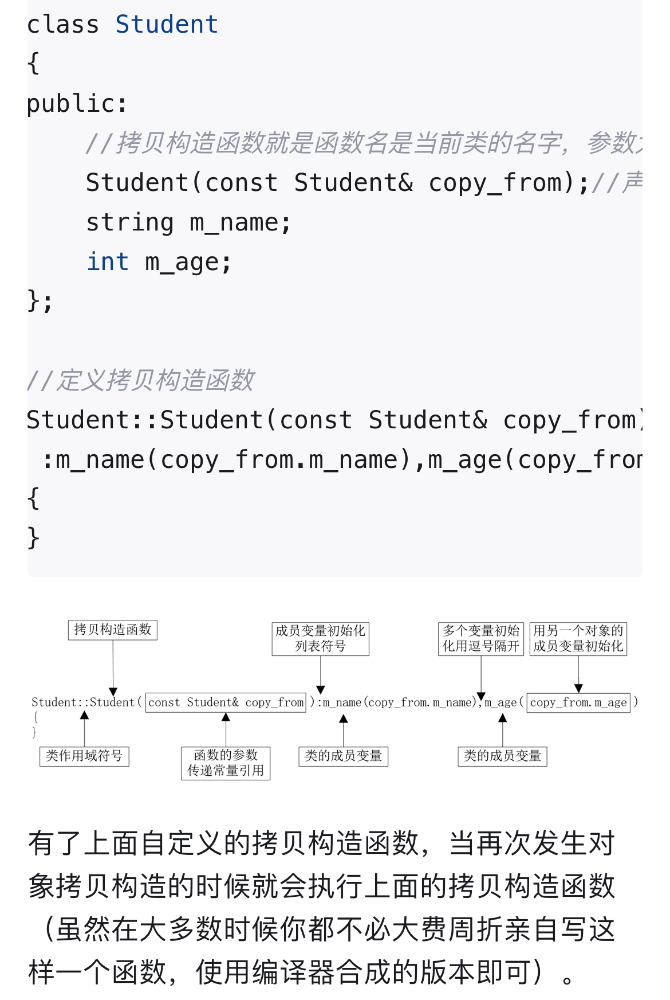 class Student
{
public:
//拷贝构造函数就是函数名是当前类的名字，参数
Student(const Student& copy_from);//声
string m_name;
int m_age;
};
//定义拷贝构造函数
Student::Student(const Student& copy_from)
:m_name(copy_from.m_name),m_age(copy_from
{
}
拷贝构造函数
成员变量初始化
列表符号
多个变量初始
化用逗号隔开
用另一个对象的
成员变量初始化
Student::Student(const Student& copy_from):m_name(copy_from.m_name),m_age(copy_from.m_age)
{
}
类作用域符号
函数的参数
传递常量引用
类的成员变量
类的成员变量
有了上面自定义的拷贝构造函数，当再次发生对
象拷贝构造的时候就会执行上面的拷贝构造函数
（虽然在大多数时候你都不必大费周折亲自写这
样一个函数，使用编译器合成的版本即可）。